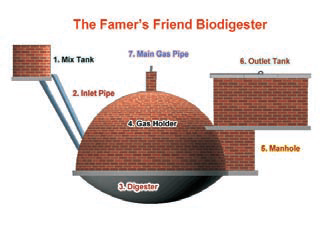 The Famer's Friend Biodigester
7. Main Gas Pipe
1. Mix Tank
6. Outlet Tank
2. Inlet Pipe
4. Gas Holder
5. Manhole
3. Digester